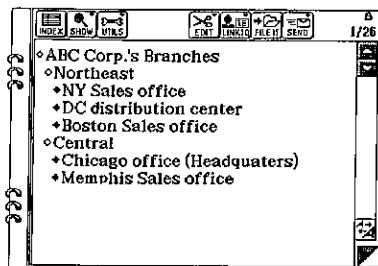 INDEX SHOW UTILS EDIT LINKIO FILE IT SEND
1/26
ABC Corp.'s Branches
Northeast
NY Sales office
DC distribution center
Boston Sales office
Central
Chicago office (Headquaters)
Memphis Sales office